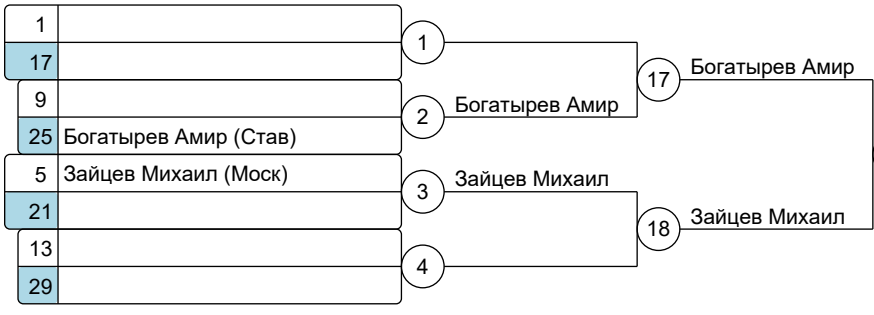 1
17
1
9
25 Богатырев Амир (Став)
2 Богатырев Амир
17 Богатырев Амир
5 Зайцев Михаил (Моск)
21
3 Зайцев Михаил
13
29
4
18 Зайцев Михаил